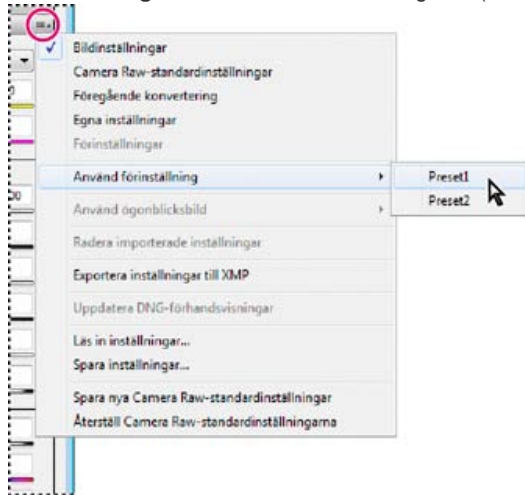 Bildinställningar
Camera Raw-standardinställningar
Föregående konvertering
Egna inställningar
Förinställningar
Använd förinställning
Preset1
Preset2
Använd ögonblicksbild
Radera importerade inställningar
Exportera inställningar till XMP
Uppdatera DNG-förhandsvisningar
Läs in inställningar...
Spara inställningar...
Spara nya Camera Raw-standardinställningar
Återställ Camera Raw-standardinställningarna